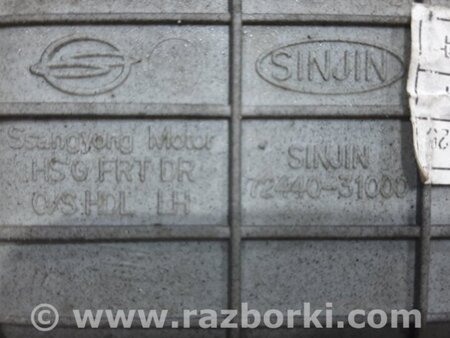 SINJIN
Ssangyong Motor
HSG FRT DR
O/S HDL LH
SINJIN
72440-31000
www.razborki.com